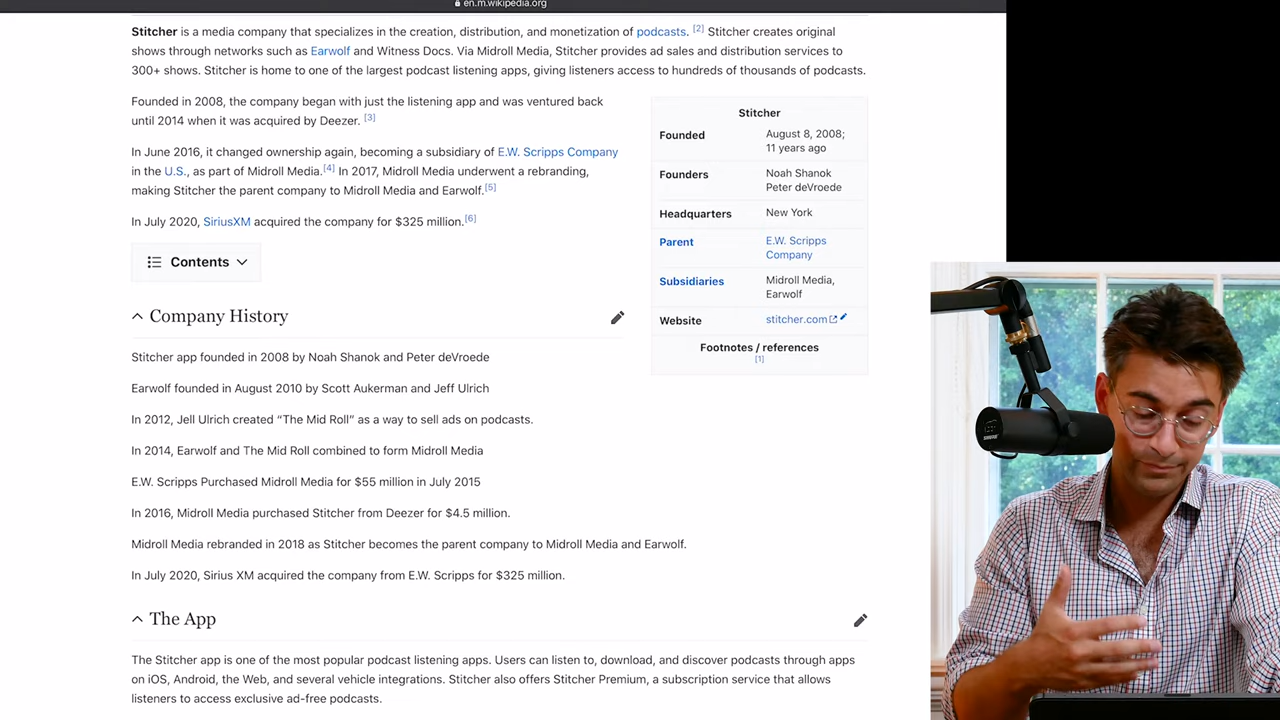 en.m.wikipedia.org
Stitcher is a media company that specializes in the creation, distribution, and monetization of podcasts. [2] Stitcher creates original
shows through networks such as Earwolf and Witness Docs. Via Midroll Media, Stitcher provides ad sales and distribution services to
300+ shows. Stitcher is home to one of the largest podcast listening apps, giving listeners access to hundreds of thousands of podcasts.
Founded in 2008, the company began with just the listening app and was ventured back
until 2014 when it was acquired by Deezer. [3]
In June 2016, it changed ownership again, becoming a subsidiary of E.W. Scripps Company
in the U.S., as part of Midroll Media.[4] In 2017, Midroll Media underwent a rebranding,
making Stitcher the parent company to Midroll Media and Earwolf.[5]
In July 2020, SiriusXM acquired the company for $325 million.[6]
Stitcher
Founded August 8, 2008;
11 years ago
Founders Noah Shanok
Peter deVroede
Headquarters New York
Parent E.W. Scripps
Company
Subsidiaries Midroll Media,
Earwolf
Website stitcher.com
Footnotes / references
[1]
Contents
Company History
Stitcher app founded in 2008 by Noah Shanok and Peter deVroede
Earwolf founded in August 2010 by Scott Aukerman and Jeff Ulrich
In 2012, Jell Ulrich created “The Mid Roll” as a way to sell ads on podcasts.
In 2014, Earwolf and The Mid Roll combined to form Midroll Media
E.W. Scripps Purchased Midroll Media for $55 million in July 2015
In 2016, Midroll Media purchased Stitcher from Deezer for $4.5 million.
Midroll Media rebranded in 2018 as Stitcher becomes the parent company to Midroll Media and Earwolf.
In July 2020, Sirius XM acquired the company from E.W. Scripps for $325 million.
The App
The Stitcher app is one of the most popular podcast listening apps. Users can listen to, download, and discover podcasts through apps
on iOS, Android, the Web, and several vehicle integrations. Stitcher also offers Stitcher Premium, a subscription service that allows
listeners to access exclusive ad-free podcasts.
SHURE